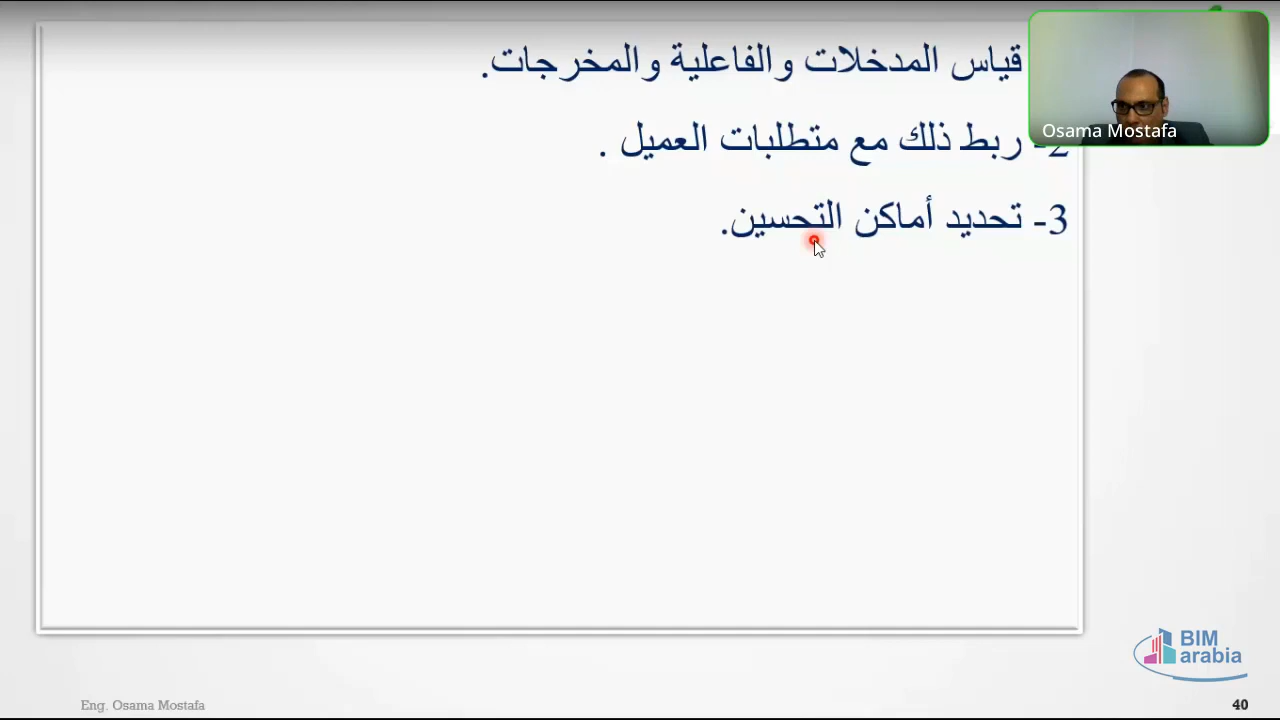 قياس المدخلات والفاعلية والمخرجات.
2- ربط ذلك مع متطلبات العميل .
3- تحديد أماكن التحسين.
Osama Mostafa
BIM
arabia
Eng. Osama Mostafa
40